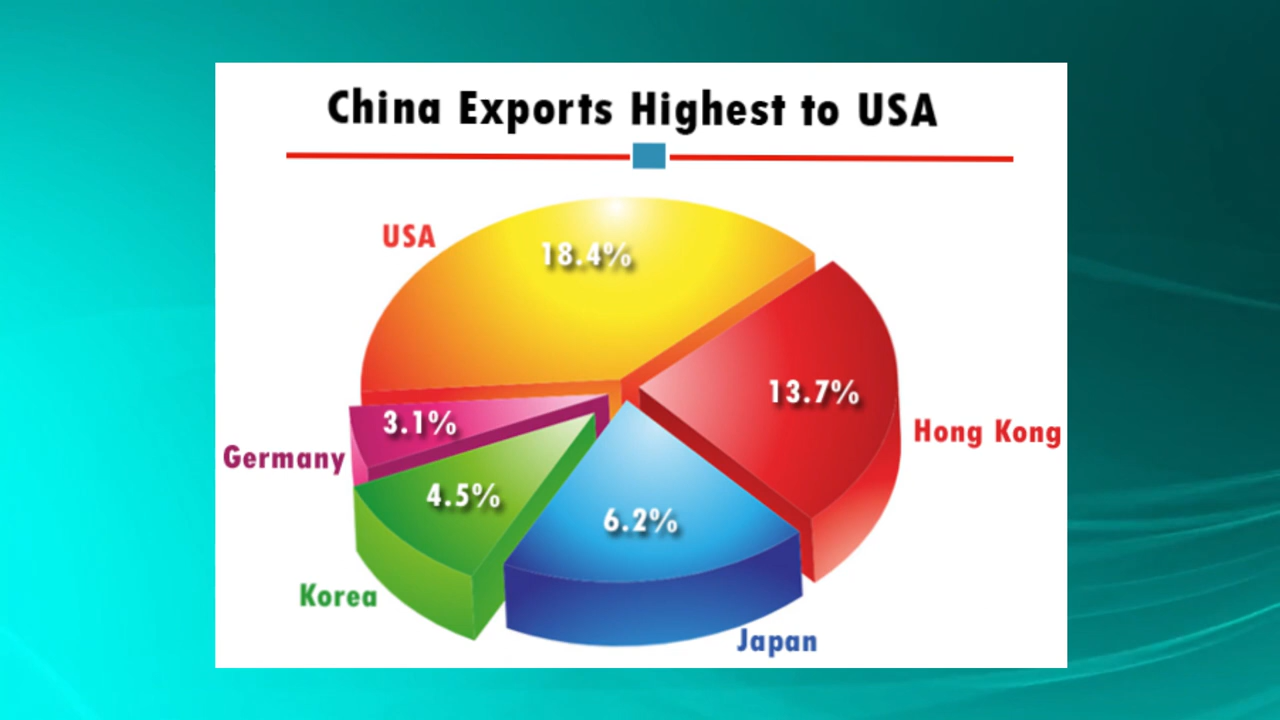 China Exports Highest to USA
USA
18.4%
13.7%
Hong Kong
3.1%
Germany
4.5%
6.2%
Korea
Japan